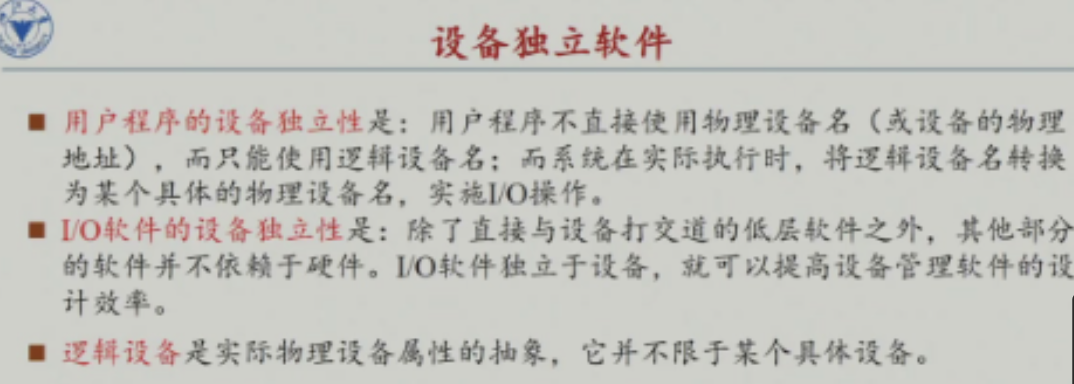 设备独立软件
■ 用户程序的设备独立性是：用户程序不直接使用物理设备名（或设备的物理
地址），而只能使用逻辑设备名；而系统在实际执行时，将逻辑设备名转换
为某个具体的物理设备名，实施I/O操作。
■ I/O软件的设备独立性是：除了直接与设备打交道的低层软件之外，其他部分
的软件并不依赖于硬件。I/O软件独立于设备，就可以提高设备管理软件的设
计效率。
■ 逻辑设备是实际物理设备属性的抽象，它并不限于某个具体设备。